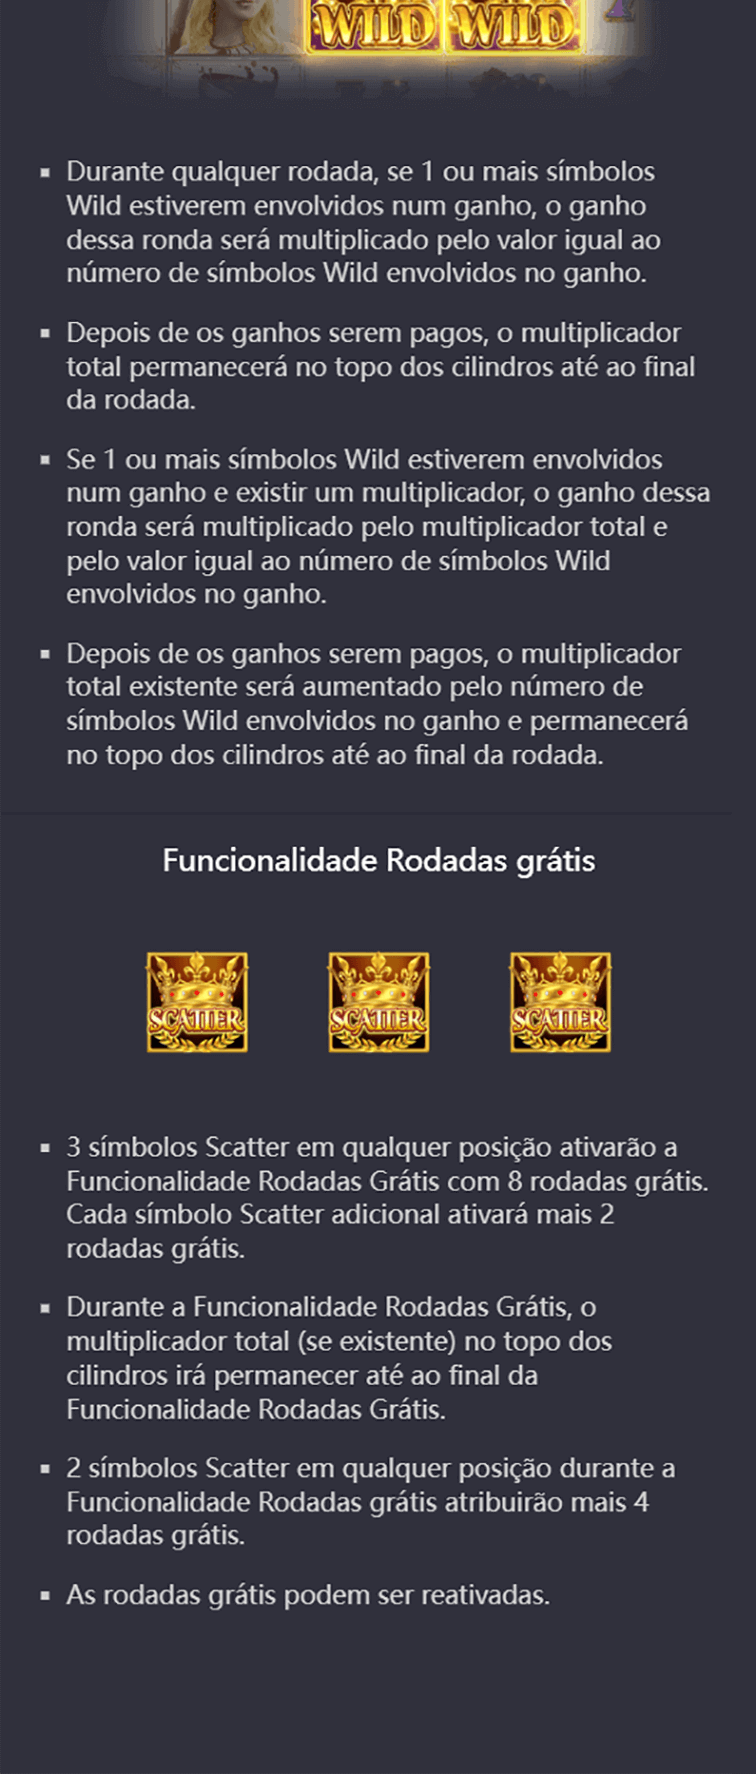 WILD WILD
▪ Durante qualquer rodada, se 1 ou mais símbolos
Wild estiverem envolvidos num ganho, o ganho
dessa ronda será multiplicado pelo valor igual ao
número de símbolos Wild envolvidos no ganho.
▪ Depois de os ganhos serem pagos, o multiplicador
total permanecerá no topo dos cilindros até ao final
da rodada.
▪ Se 1 ou mais símbolos Wild estiverem envolvidos
num ganho e existir um multiplicador, o ganho dessa
ronda será multiplicado pelo multiplicador total e
pelo valor igual ao número de símbolos Wild
envolvidos no ganho.
▪ Depois de os ganhos serem pagos, o multiplicador
total existente será aumentado pelo número de
símbolos Wild envolvidos no ganho e permanecerá
no topo dos cilindros até ao final da rodada.
Funcionalidade Rodadas grátis
SCATTER SCATTER SCATTER
▪ 3 símbolos Scatter em qualquer posição ativarão a
Funcionalidade Rodadas Grátis com 8 rodadas grátis.
Cada símbolo Scatter adicional ativará mais 2
rodadas grátis.
▪ Durante a Funcionalidade Rodadas Grátis, o
multiplicador total (se existente) no topo dos
cilindros irá permanecer até ao final da
Funcionalidade Rodadas Grátis.
▪ 2 símbolos Scatter em qualquer posição durante a
Funcionalidade Rodadas grátis atribuirão mais 4
rodadas grátis.
▪ As rodadas grátis podem ser reativadas.